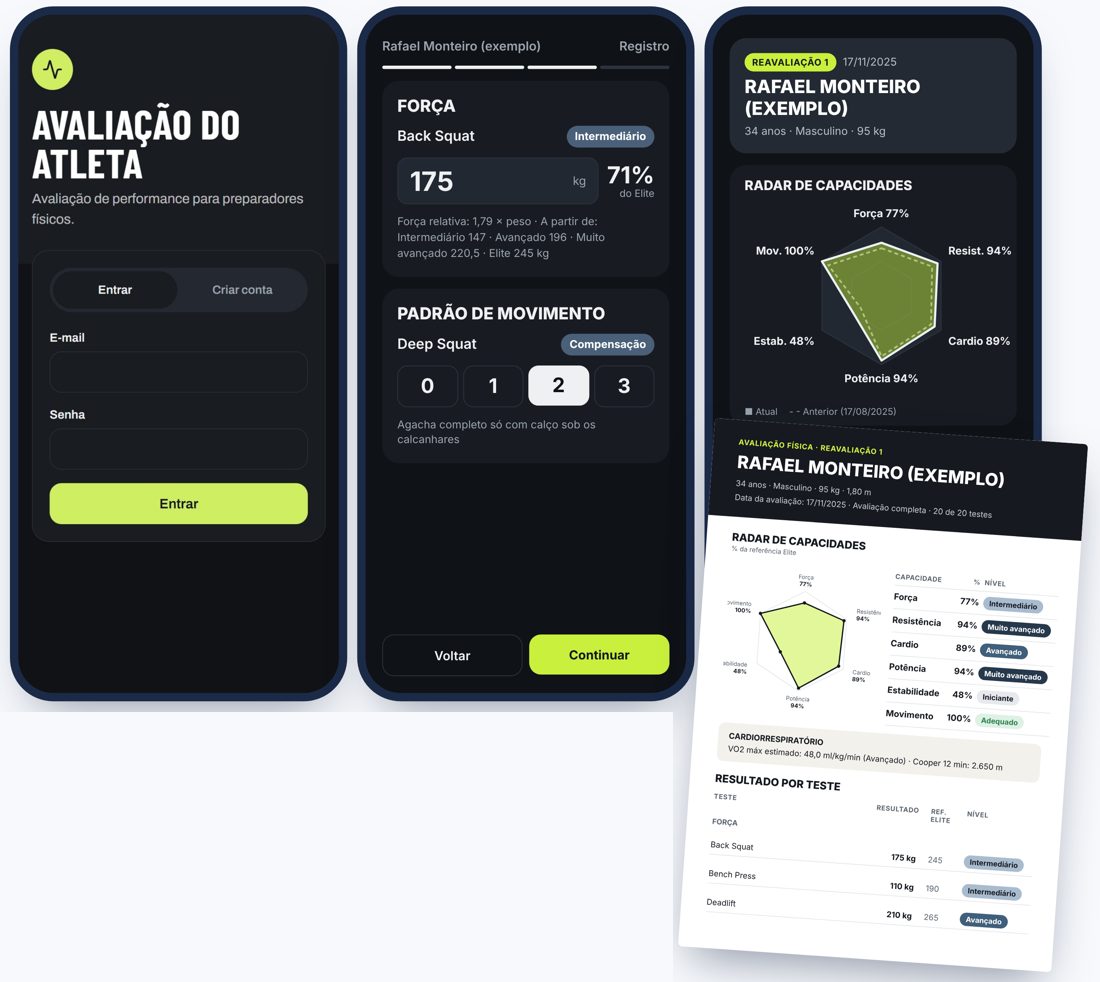 AVALIAÇÃO DO
ATLETA
Avaliação de performance para preparadores
físicos.
Entrar
Criar conta
E-mail
Senha
Entrar
Rafael Monteiro (exemplo)
Registro
FORÇA
Back Squat
Intermediário
175 kg
71%
do Elite
Força relativa: 1,79 × peso · A partir de:
Intermediário 147 · Avançado 196 · Muito
avançado 220,5 · Elite 245 kg
PADRÃO DE MOVIMENTO
Deep Squat
Compensação
0 1 2 3
Agacha completo só com calço sob os
calcanhares
Voltar
Continuar
REAVALIAÇÃO 1 17/11/2025
RAFAEL MONTEIRO
(EXEMPLO)
34 anos · Masculino · 95 kg
RADAR DE CAPACIDADES
Força 77%
Mov. 100%
Resist. 94%
Estab. 48%
Cardio 89%
Potência 94%
Atual - - Anterior (17/08/2025)
AVALIAÇÃO FÍSICA · REAVALIAÇÃO 1
RAFAEL MONTEIRO (EXEMPLO)
34 anos · Masculino · 95 kg · 1,80 m
Data da avaliação: 17/11/2025 · Avaliação completa · 20 de 20 testes
RADAR DE CAPACIDADES
% da referência Elite
Força
77%
ovimento
100%
Resistên
94%
abilidade
48%
Cardio
89%
Potência
94%
CAPACIDADE % NÍVEL
Força 77% Intermediário
Resistência 94% Muito avançado
Cardio 89% Avançado
Potência 94% Muito avançado
Estabilidade 48% Iniciante
Movimento 100% Adequado
CARDIORRESPIRATÓRIO
VO2 máx estimado: 48,0 ml/kg/min (Avançado) · Cooper 12 min: 2.650 m
RESULTADO POR TESTE
TESTE RESULTADO REF. NÍVEL
ELITE
FORÇA
Back Squat 175 kg 245 Intermediário
Bench Press 110 kg 190 Intermediário
Deadlift 210 kg 265 Avançado